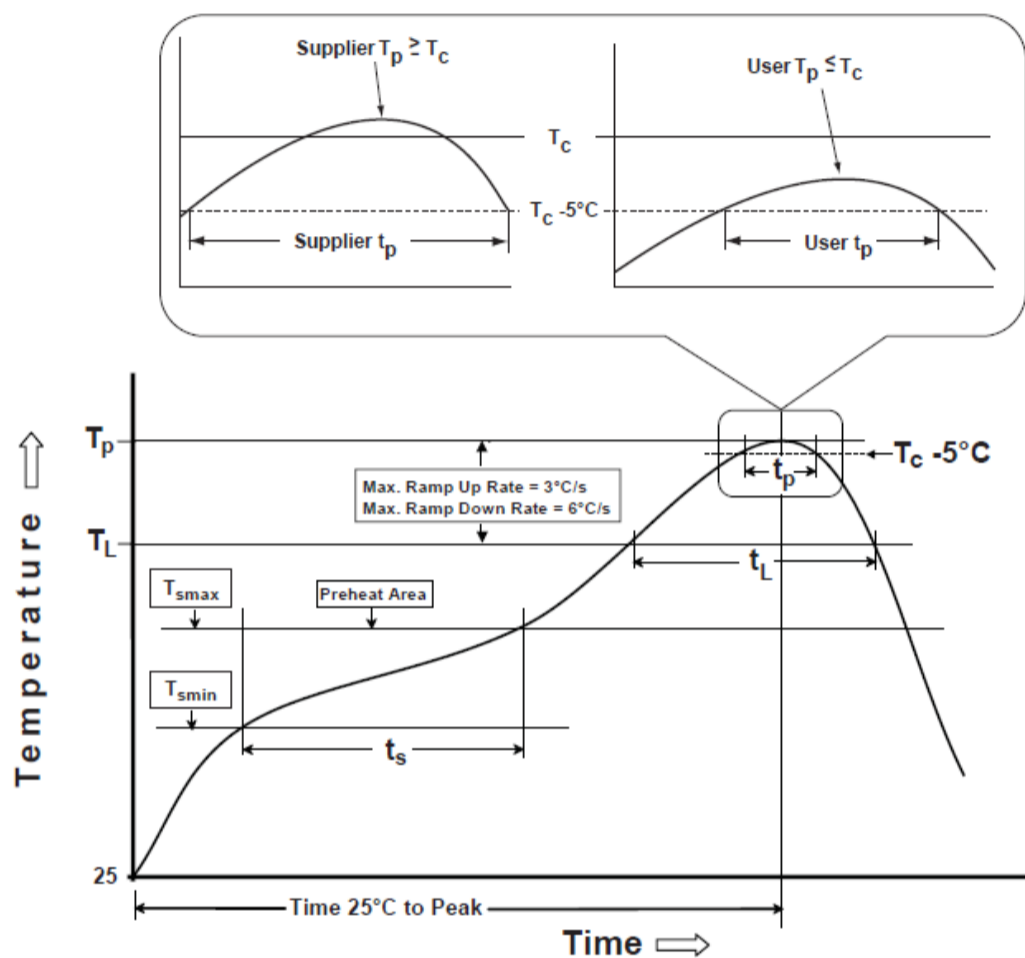 Supplier Tp ≥ Tc
User Tp ≤ Tc
Tc
Tc -5°C
Supplier tp
User tp
Tp
Tc -5°C
tp
Max. Ramp Up Rate = 3°C/s
Max. Ramp Down Rate = 6°C/s
TL
tL
Tsmax
Preheat Area
Tsmin
ts
Temperature
25
Time 25°C to Peak
Time